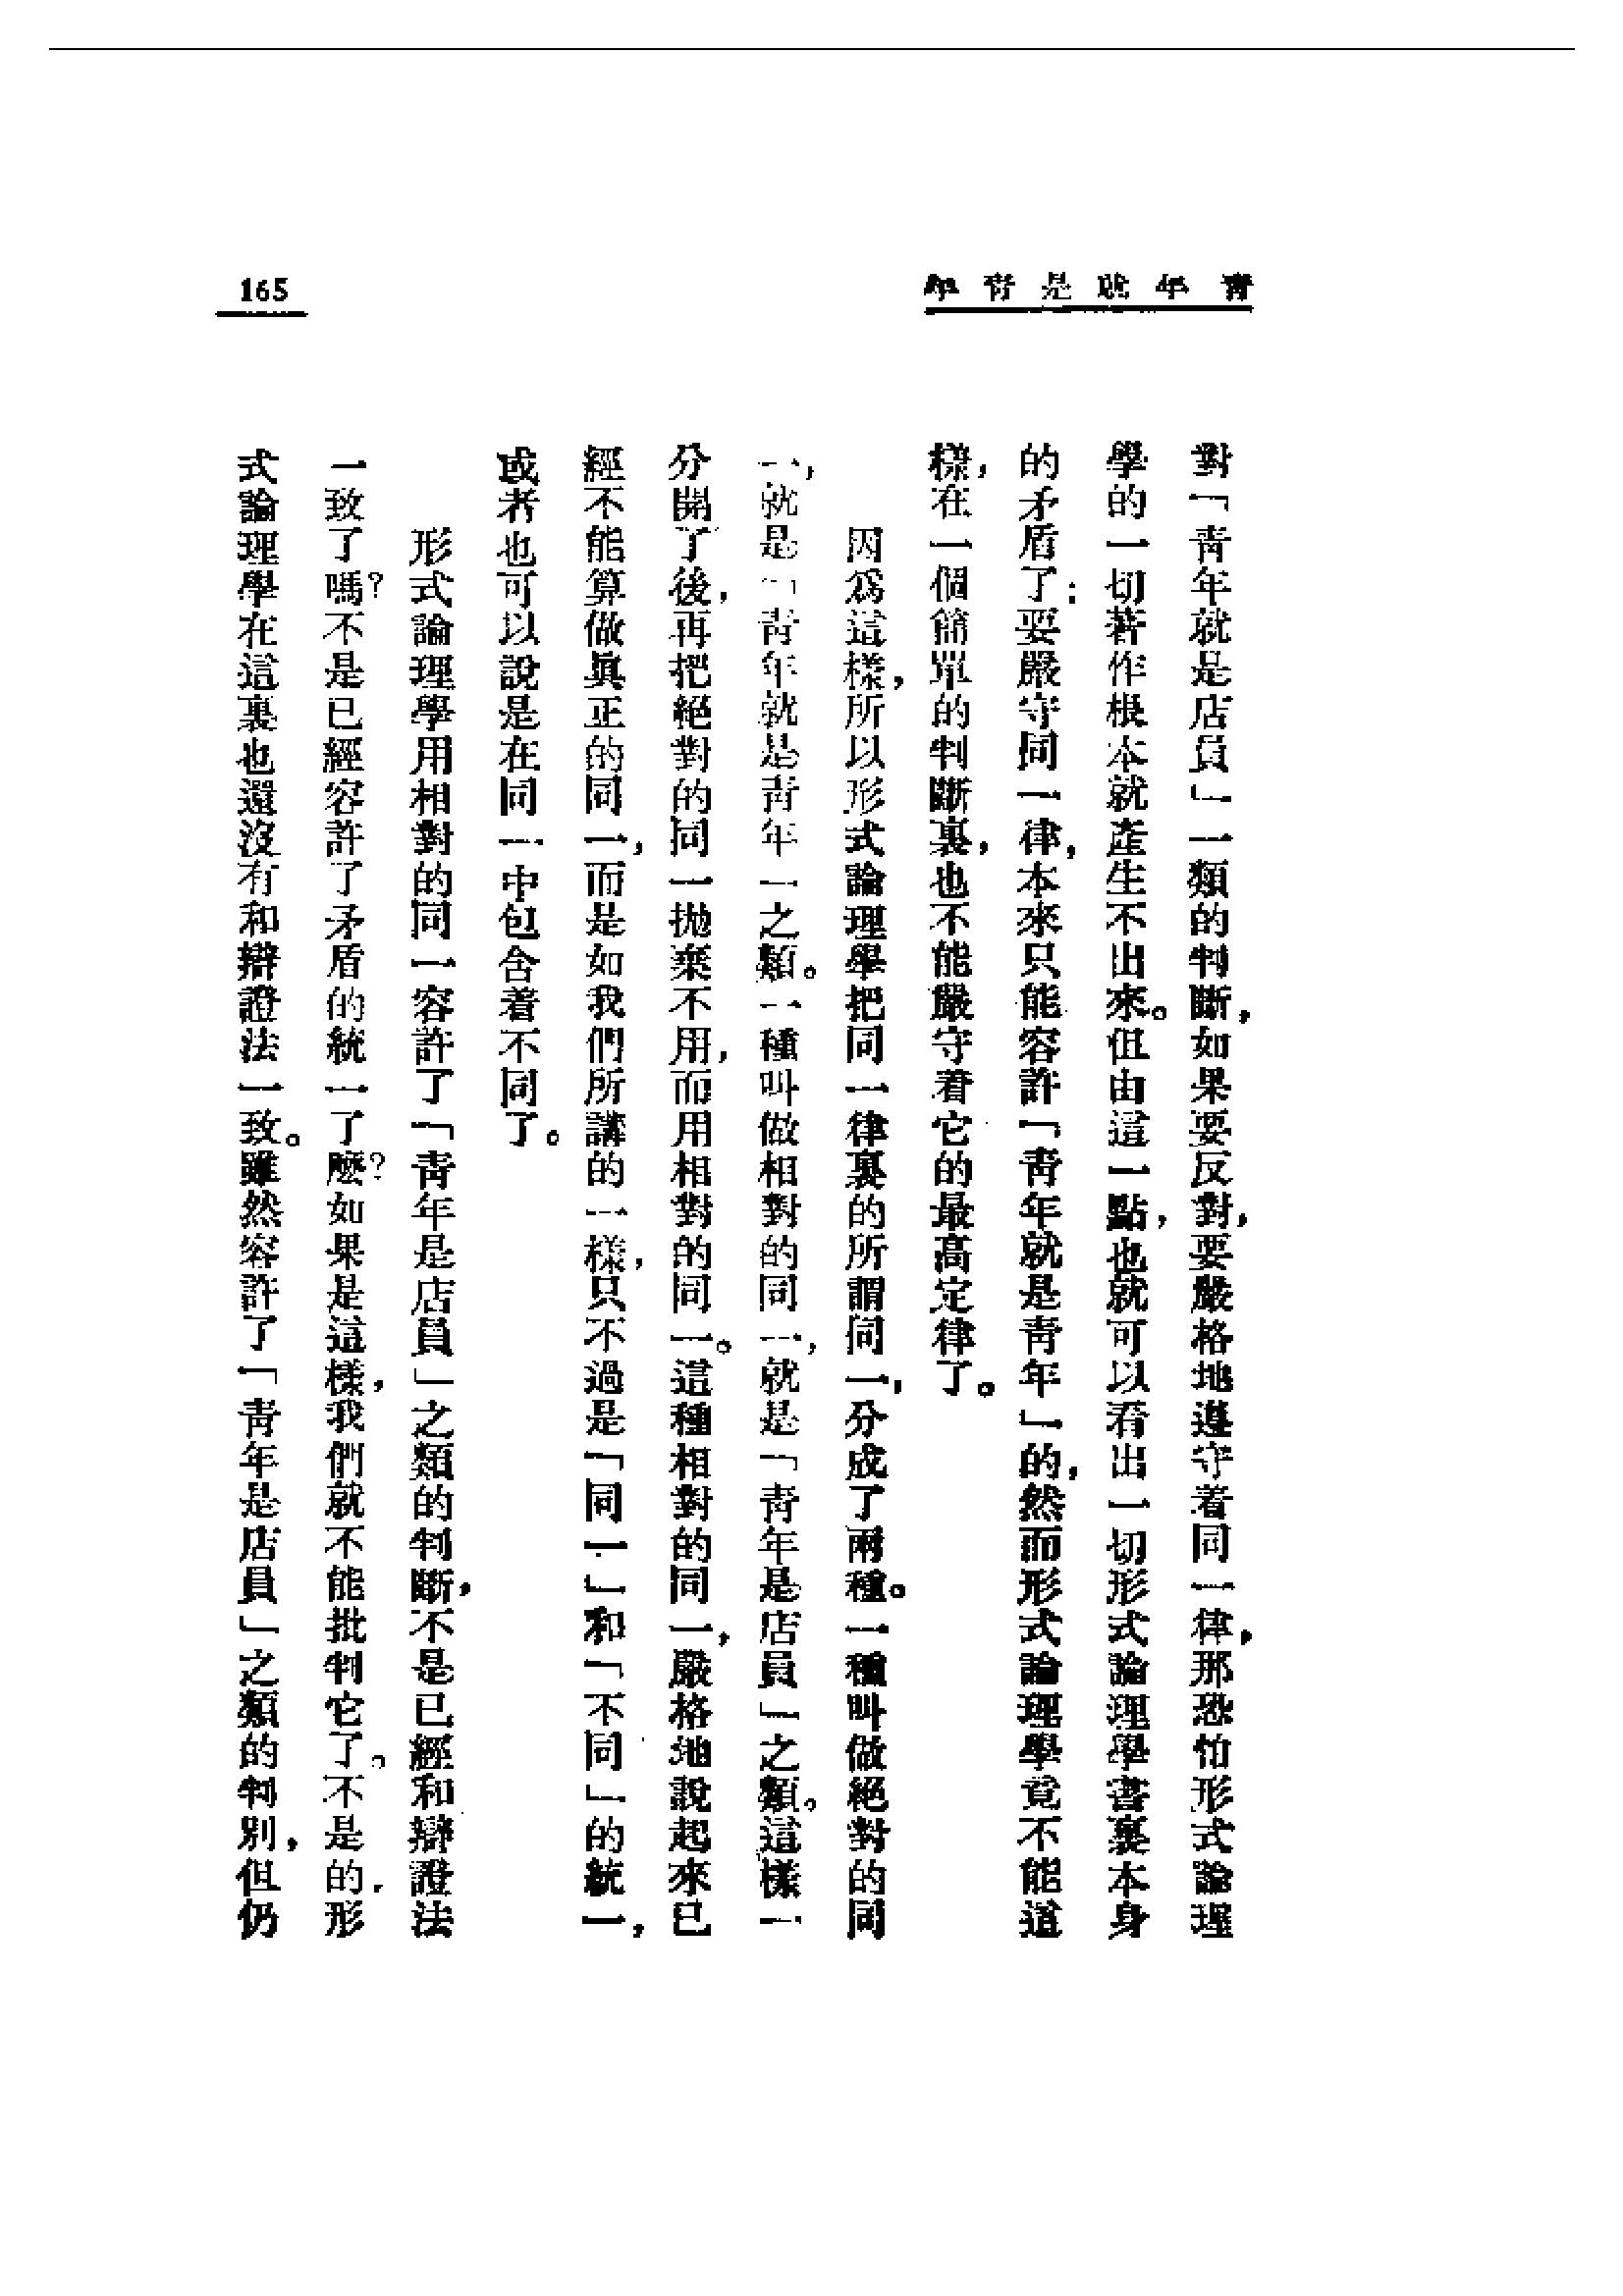 青年就是青年
165
對「青年就是店員」一類的判斷，如果要反對，要嚴格地遵守着同一律，那恐怕形式論理
學的一切著作根本就產生不出來。但由這一點，也就可以看出一切形式論理學書裏本身
的矛盾了：要嚴守同一律，本來只能容許「青年就是青年」的，然而形式論理學竟不能這
樣，在一個簡單的判斷裏，也不能嚴守着它的最高定律了。
因爲這樣，所以形式論理學把同一律裏的所謂同一，分成了兩種。一種叫做絕對的同
一，就是「青年就是青年」之類。一種叫做相對的同一，就是「青年是店員」之類。這樣一
分開了後，再把絕對的同一拋棄不用，而用相對的同一。這種相對的同一，嚴格地說起來已
經不能算做眞正的同一，而是如我們所講的一樣，只不過是「同一」和「不同」的統一，
或者也可以說是在同一中包含着不同了。
形式論理學用相對的同一容許了「青年是店員」之類的判斷，不是已經和辯證法
一致了嗎？不是已經容許了矛盾的統一了麽？如果是這樣，我們就不能批判它了。不是的，形
式論理學在這裏也還沒有和辯證法一致。雖然容許了「青年是店員」之類的判別，但仍